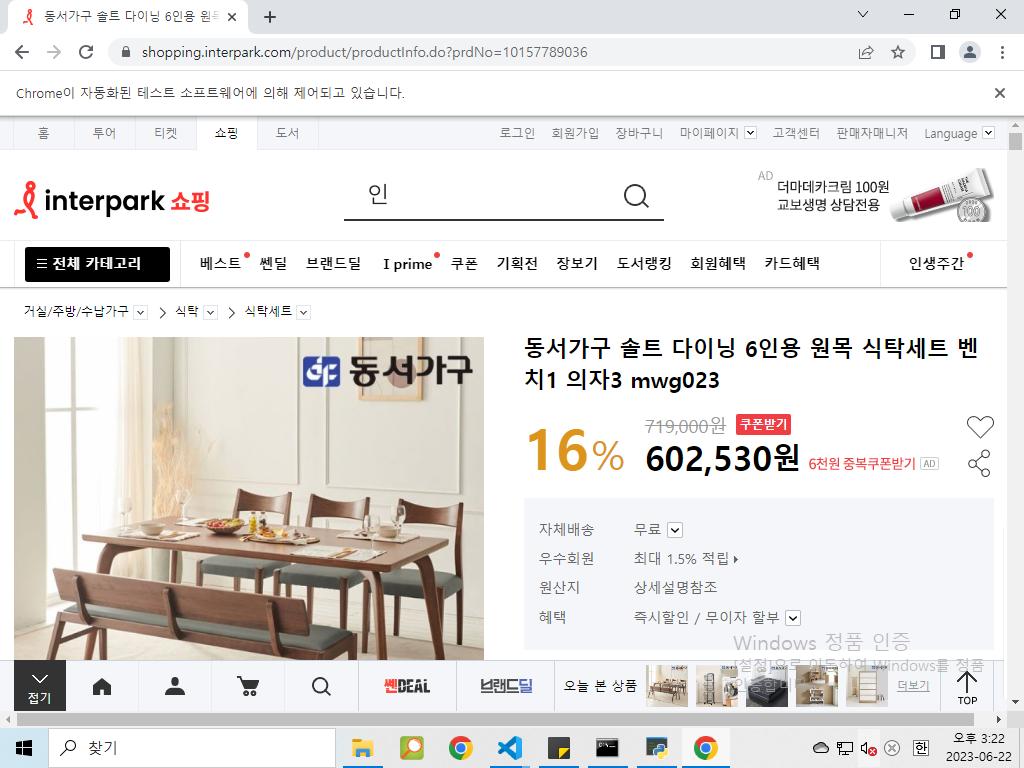 동서가구 솔트 다이닝 6인용 원목
shopping.interpark.com/product/productInfo.do?prdNo=10157789036
Chrome이 자동화된 테스트 소프트웨어에 의해 제어되고 있습니다.
홈 투어 티켓 쇼핑 도서 로그인 회원가입 장바구니 마이페이지 고객센터 판매자매니저 Language
interpark 쇼핑
인
AD
더마데카크림 100원
교보생명 상담전용
전체 카테고리 베스트 쎈딜 브랜드딜 I prime 쿠폰 기획전 장보기 도서랭킹 회원혜택 카드혜택 인생주간
거실/주방/수납가구 > 식탁 > 식탁세트
동서가구
동서가구 솔트 다이닝 6인용 원목 식탁세트 벤
치1 의자3 mwg023
719,000원 쿠폰받기
16% 602,530원 6천원 중복쿠폰받기 AD
자체배송 무료
우수회원 최대 1.5% 적립
원산지 상세설명참조
혜택 즉시할인 / 무이자 할부
Windows 정품 인증
[설정]으로 이동하여 Windows를 정품
인증합니다
접기 쎈DEAL 브랜드딜 오늘 본 상품 더보기 TOP
찾기
한
오후 3:22
2023-06-22